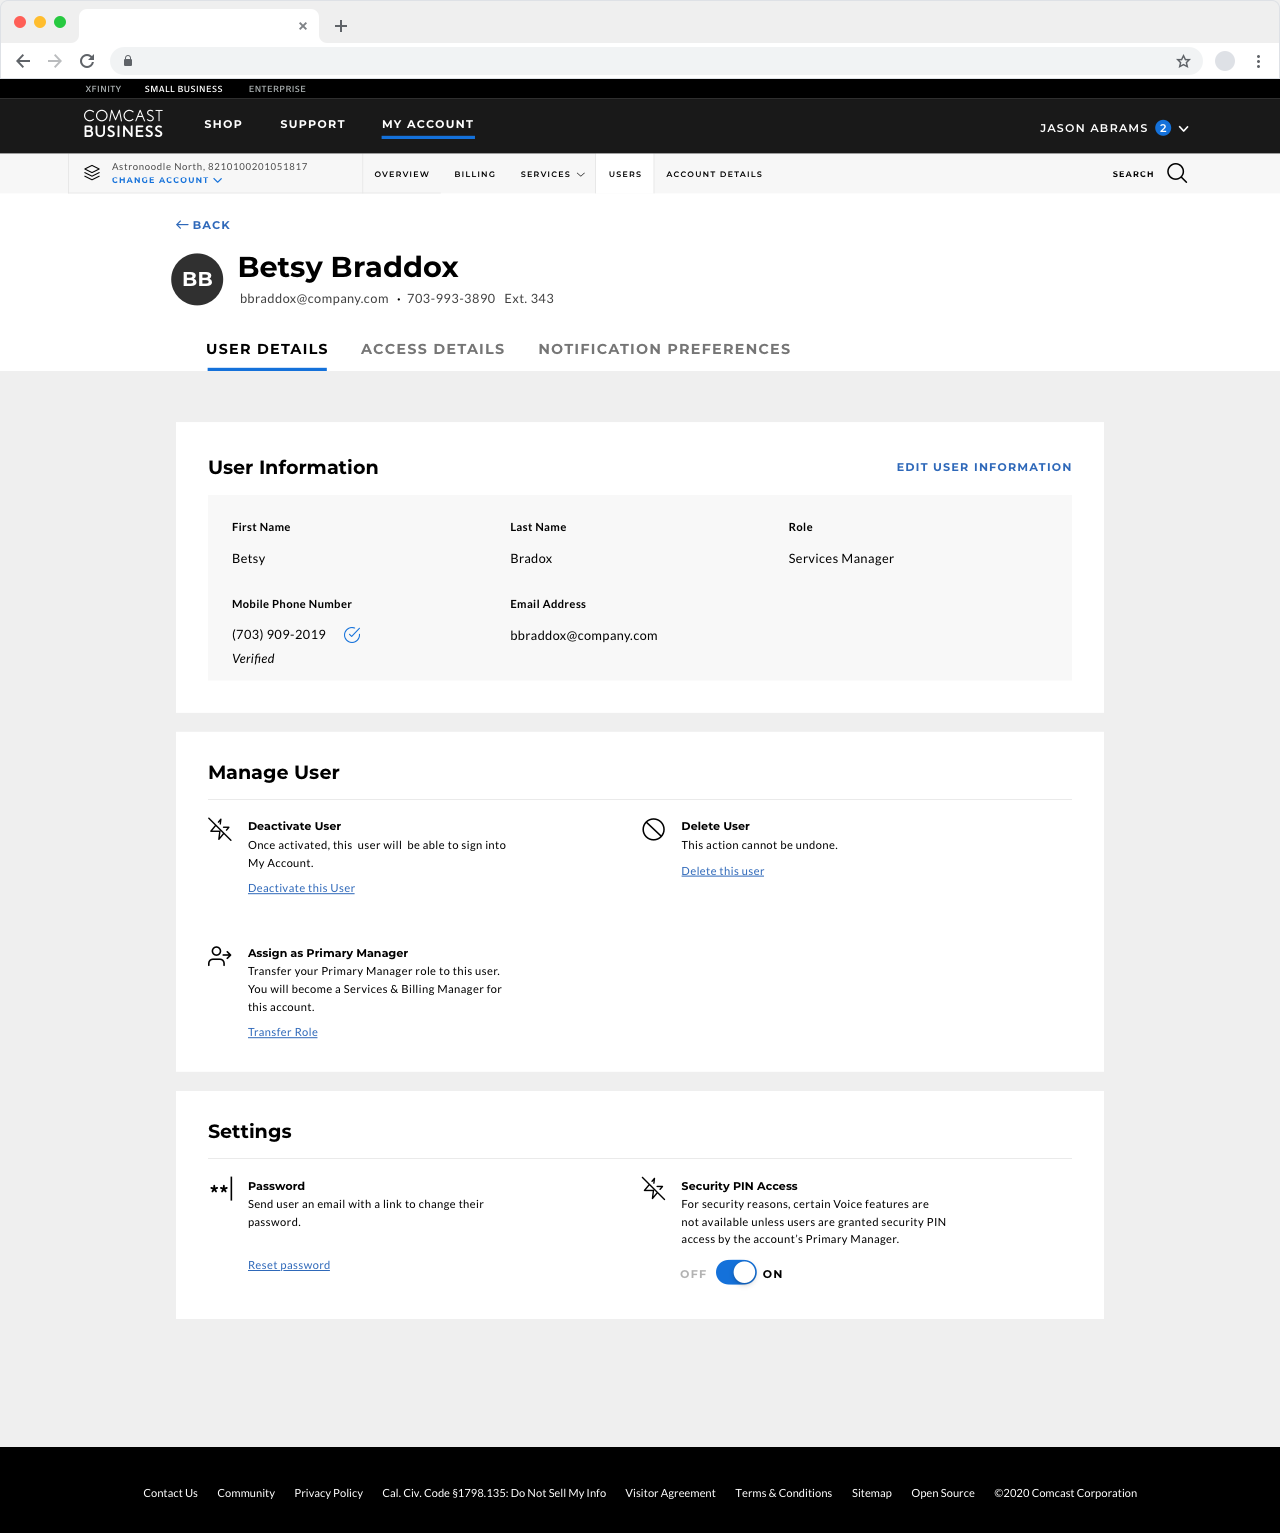 XFINITY SMALL BUSINESS ENTERPRISE
COMCAST
BUSINESS
SHOP SUPPORT MY ACCOUNT
JASON ABRAMS 2
Astronoodle North, 8210100201051817
CHANGE ACCOUNT
OVERVIEW BILLING SERVICES USERS ACCOUNT DETAILS
SEARCH
BACK
BB
Betsy Braddox
bbraddox@company.com • 703-993-3890 Ext. 343
USER DETAILS ACCESS DETAILS NOTIFICATION PREFERENCES
User Information
EDIT USER INFORMATION
First Name Last Name Role
Betsy Bradox Services Manager
Mobile Phone Number Email Address
(703) 909-2019 bbraddox@company.com
Verified
Manage User
Deactivate User
Once activated, this user will be able to sign into
My Account.
Deactivate this User
Delete User
This action cannot be undone.
Delete this user
Assign as Primary Manager
Transfer your Primary Manager role to this user.
You will become a Services & Billing Manager for
this account.
Transfer Role
Settings
**|
Password
Send user an email with a link to change their
password.
Reset password
Security PIN Access
For security reasons, certain Voice features are
not available unless users are granted security PIN
access by the account's Primary Manager.
OFF ON
Contact Us Community Privacy Policy Cal. Civ. Code §1798.135: Do Not Sell My Info Visitor Agreement Terms & Conditions Sitemap Open Source ©2020 Comcast Corporation